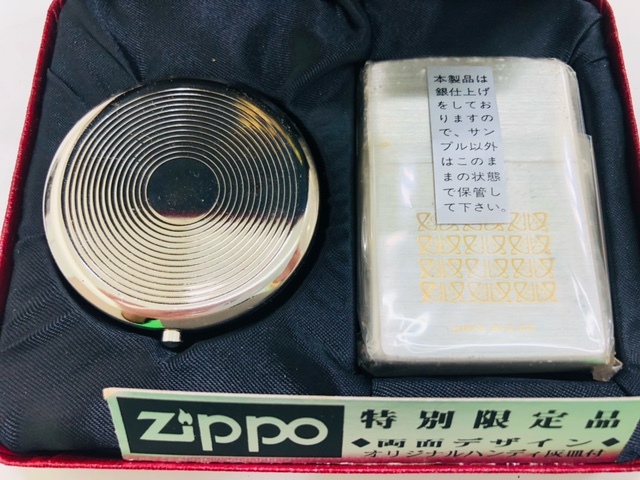 本製品は
銀仕上げ
をしてお
りますの
で、サン
プル以外
はこのま
まの状態
で保管し
て下さい。
Zippo
特別限定品
◆両面デザイン◆
オリジナルハンディ灰皿付